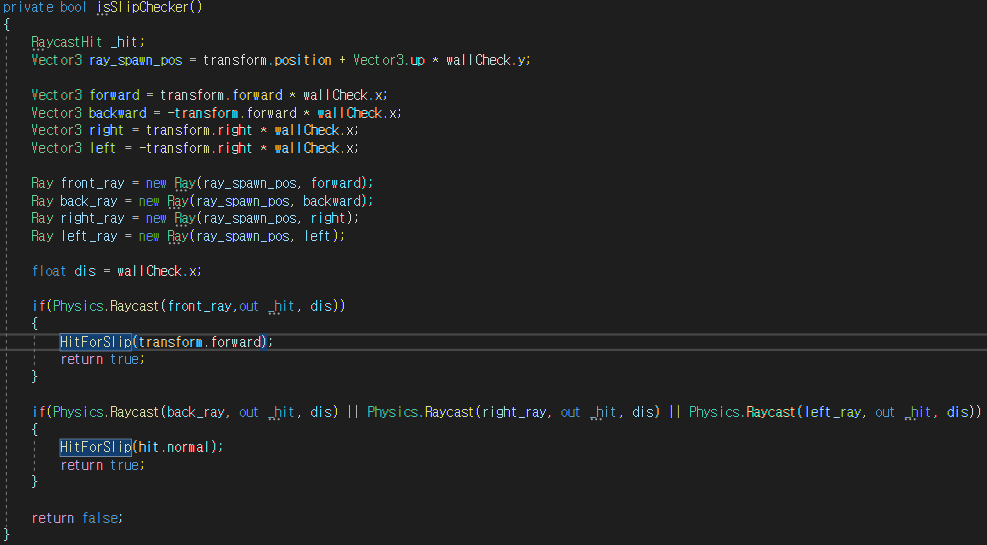 private bool isSlipChecker()
{
RaycastHit _hit;
Vector3 ray_spawn_pos = transform.position + Vector3.up * wallCheck.y;
Vector3 forward = transform.forward * wallCheck.x;
Vector3 backward = -transform.forward * wallCheck.x;
Vector3 right = transform.right * wallCheck.x;
Vector3 left = -transform.right * wallCheck.x;
Ray front_ray = new Ray(ray_spawn_pos, forward);
Ray back_ray = new Ray(ray_spawn_pos, backward);
Ray right_ray = new Ray(ray_spawn_pos, right);
Ray left_ray = new Ray(ray_spawn_pos, left);
float dis = wallCheck.x;
if(Physics.Raycast(front_ray,out _hit, dis))
{
HitForSlip(transform.forward);
return true;
}
if(Physics.Raycast(back_ray, out _hit, dis) || Physics.Raycast(right_ray, out _hit, dis) || Physics.Raycast(left_ray, out _hit, dis))
{
HitForSlip(hit.normal);
return true;
}
return false;
}